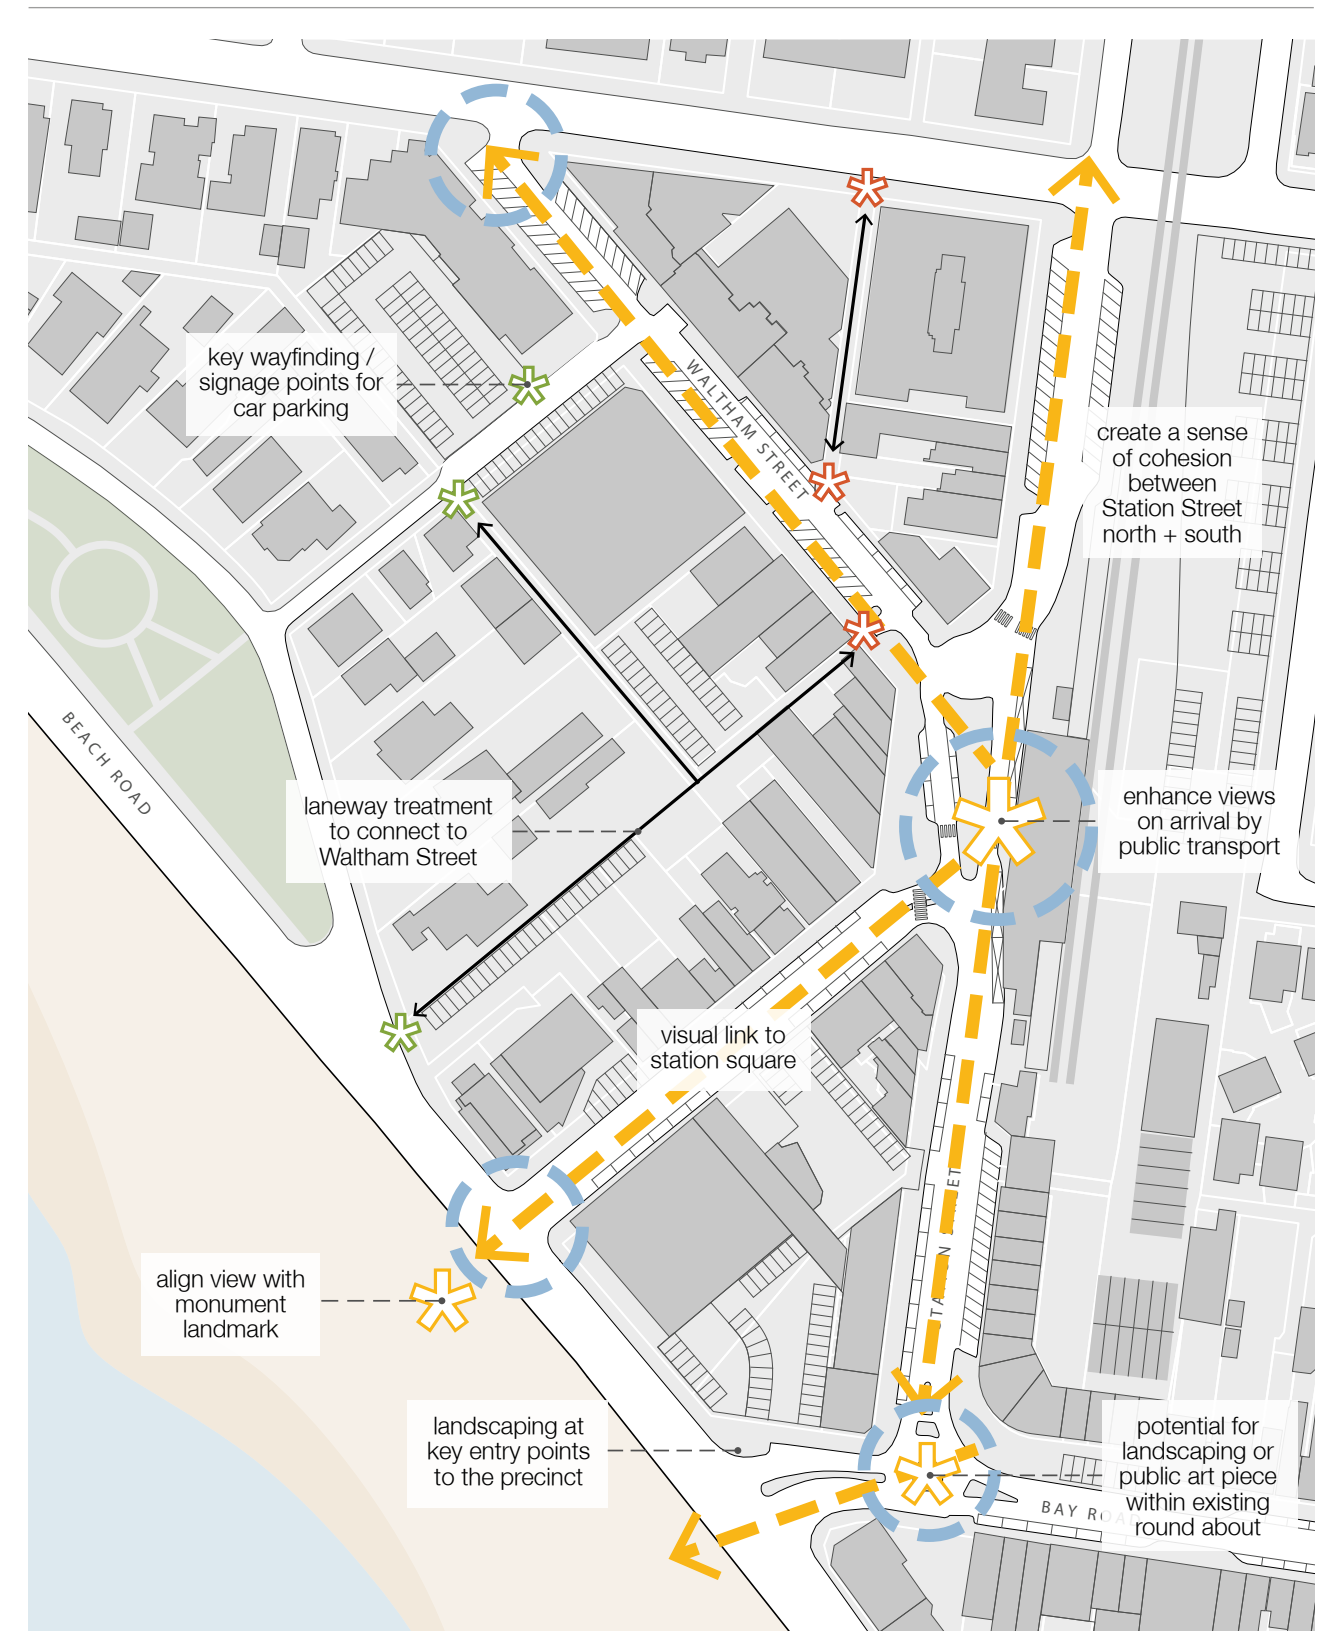 key wayfinding /
signage points for
car parking
WALTHAM STREET
create a sense
of cohesion
between
Station Street
north + south
BEACH ROAD
laneway treatment
to connect to
Waltham Street
enhance views
on arrival by
public transport
visual link to
station square
STATION STREET
align view with
monument
landmark
landscaping at
key entry points
to the precinct
potential for
landscaping or
public art piece
within existing
round about
BAY ROAD